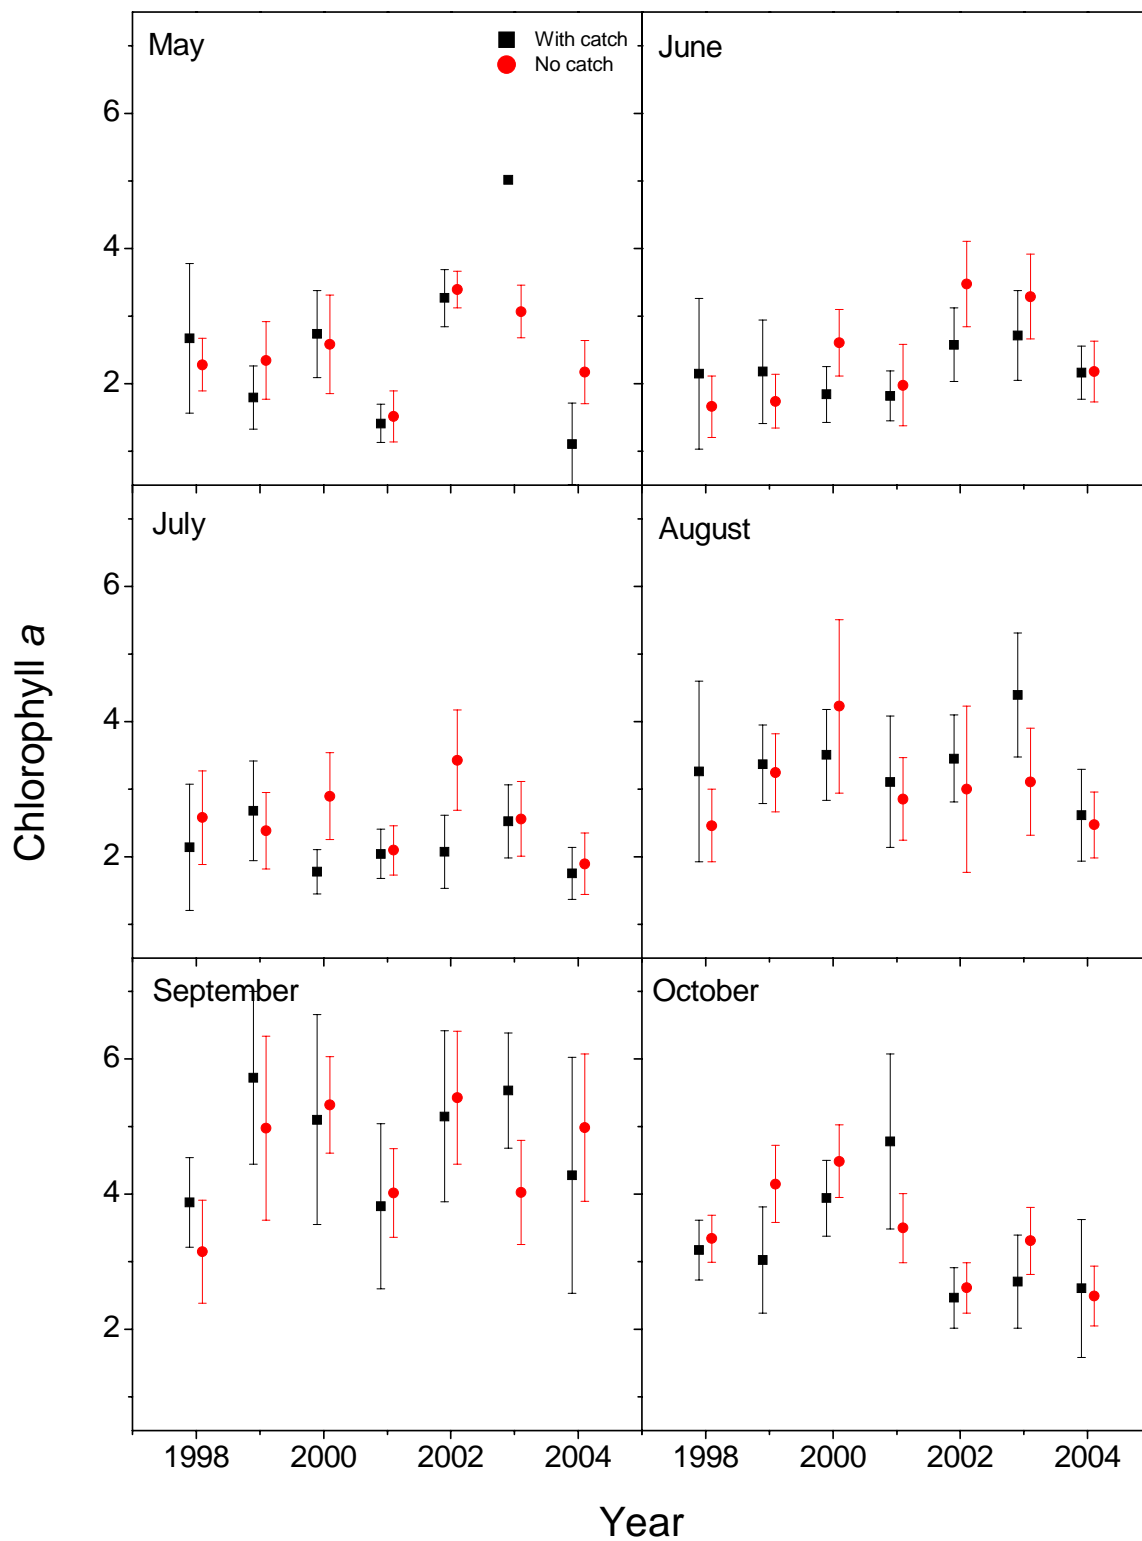 May
With catch
No catch
June
6
4
2
July
August
6
4
2
Chlorophyll a
September
October
6
4
2
1998 2000 2002 2004 1998 2000 2002 2004
Year